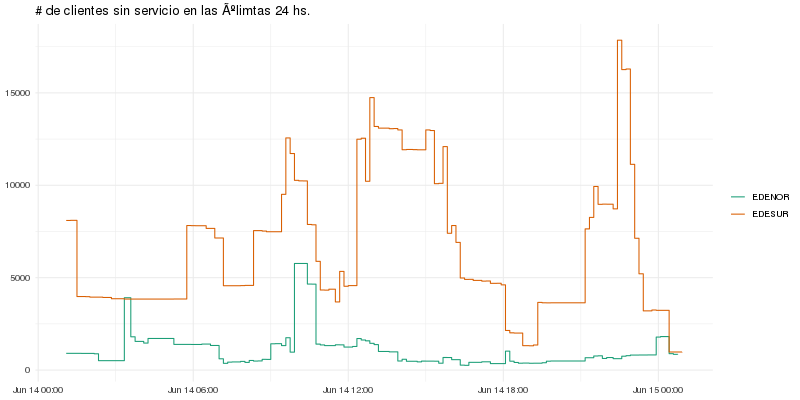 # de clientes sin servicio en las Ãºlimtas 24 hs.
15000
10000
5000
0
Jun 14 00:00
Jun 14 06:00
Jun 14 12:00
Jun 14 18:00
Jun 15 00:00
EDENOR
EDESUR